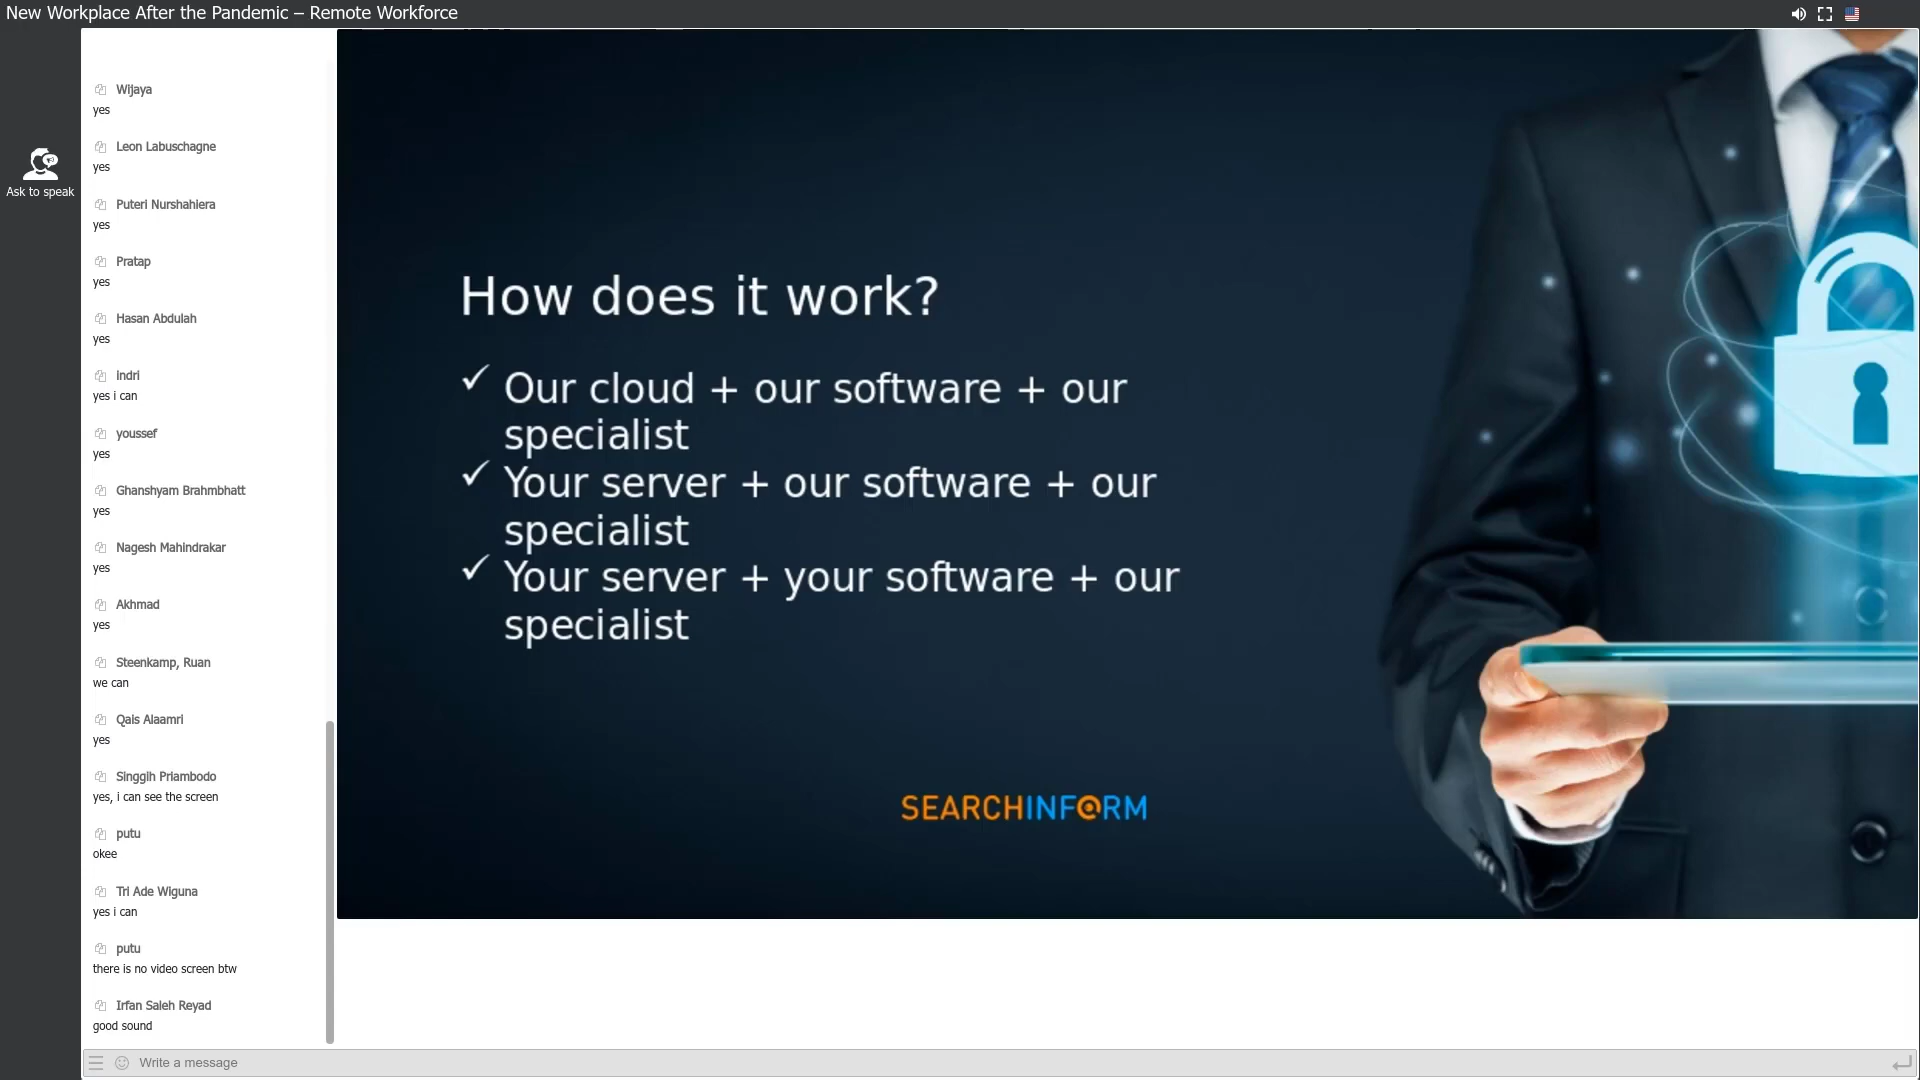 New Workplace After the Pandemic – Remote Workforce
Ask to speak
Wijaya
yes
Leon Labuschagne
yes
Puteri Nurshahiera
yes
Pratap
yes
Hasan Abdulah
yes
indri
yes i can
youssef
yes
Ghanshyam Brahmbhatt
yes
Nagesh Mahindrakar
yes
Akhmad
yes
Steenkamp, Ruan
we can
Qais Alaamri
yes
Singgih Priambodo
yes, i can see the screen
putu
okee
Tri Ade Wiguna
yes i can
putu
there is no video screen btw
Irfan Saleh Reyad
good sound
Write a message
How does it work?
✓ Our cloud + our software + our
specialist
✓ Your server + our software + our
specialist
✓ Your server + your software + our
specialist
SEARCHINF@RM